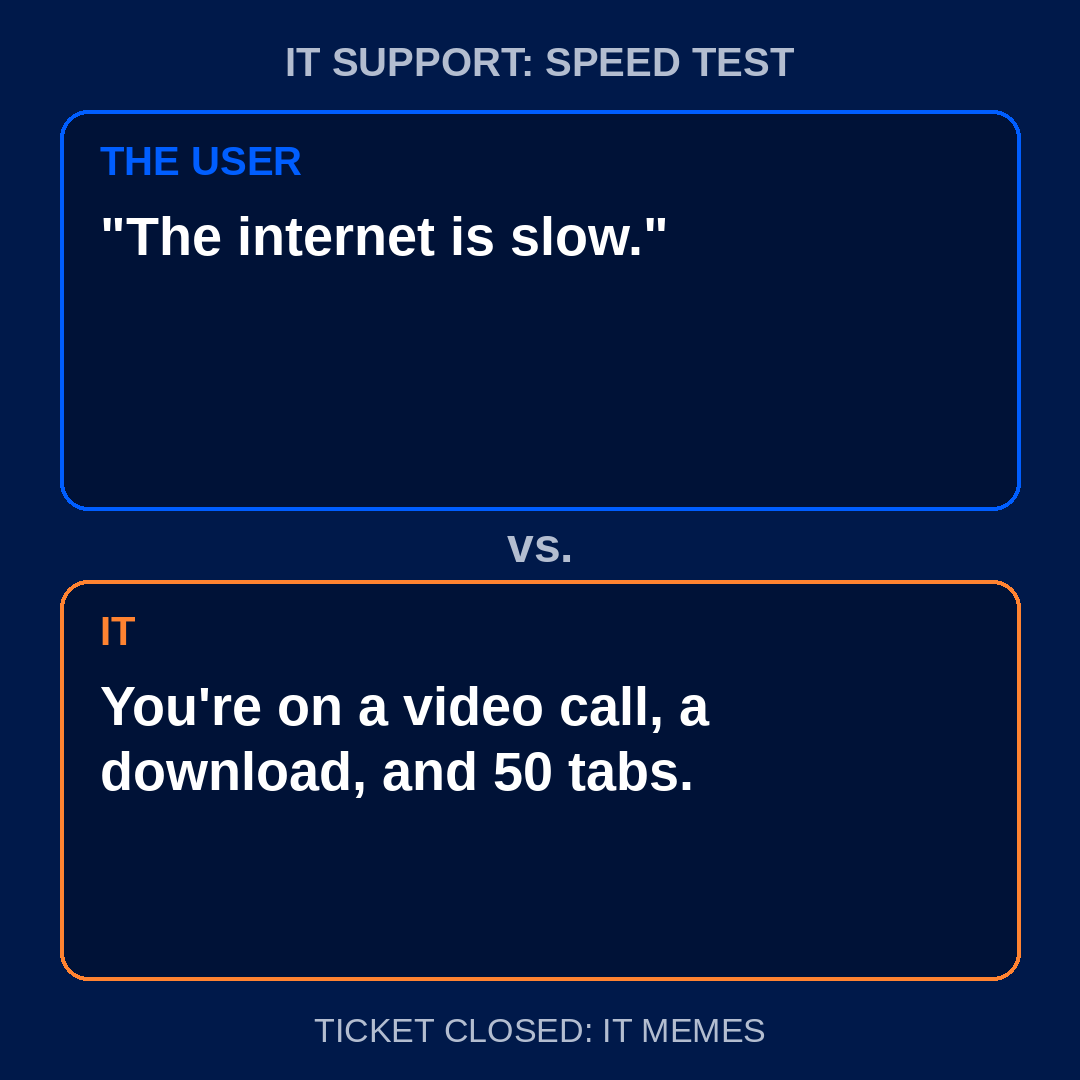 IT SUPPORT: SPEED TEST
THE USER
"The internet is slow."
vs.
IT
You're on a video call, a
download, and 50 tabs.
TICKET CLOSED: IT MEMES